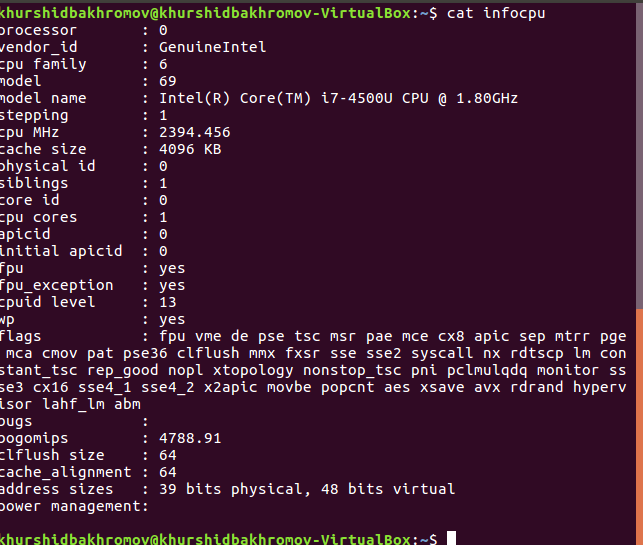 khurshidbakhromov@khurshidbakhromov-VirtualBox:~$ cat infocpu
processor : 0
vendor_id : GenuineIntel
cpu family : 6
model : 69
model name : Intel(R) Core(TM) i7-4500U CPU @ 1.80GHz
stepping : 1
cpu MHz : 2394.456
cache size : 4096 KB
physical id : 0
siblings : 1
core id : 0
cpu cores : 1
apicid : 0
initial apicid : 0
fpu : yes
fpu_exception : yes
cpuid level : 13
wp : yes
flags : fpu vme de pse tsc msr pae mce cx8 apic sep mtrr pge
mca cmov pat pse36 clflush mmx fxsr sse sse2 syscall nx rdtscp lm con
stant_tsc rep_good nopl xtopology nonstop_tsc pni pclmulqdq monitor ss
se3 cx16 sse4_1 sse4_2 x2apic movbe popcnt aes xsave avx rdrand hyperv
isor lahf_lm abm
bugs :
bogomips : 4788.91
clflush size : 64
cache_alignment : 64
address sizes : 39 bits physical, 48 bits virtual
power management:
khurshidbakhromov@khurshidbakhromov-VirtualBox:~$